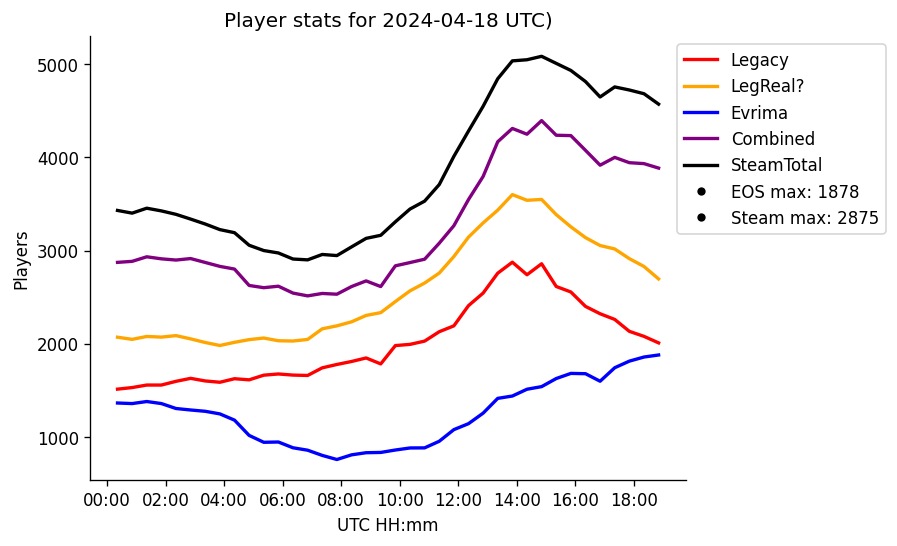 Player stats for 2024-04-18 UTC)
Legacy
LegReal?
Evrima
Combined
SteamTotal
EOS max: 1878
Steam max: 2875
Players
5000
4000
3000
2000
1000
00:00 02:00 04:00 06:00 08:00 10:00 12:00 14:00 16:00 18:00
UTC HH:mm